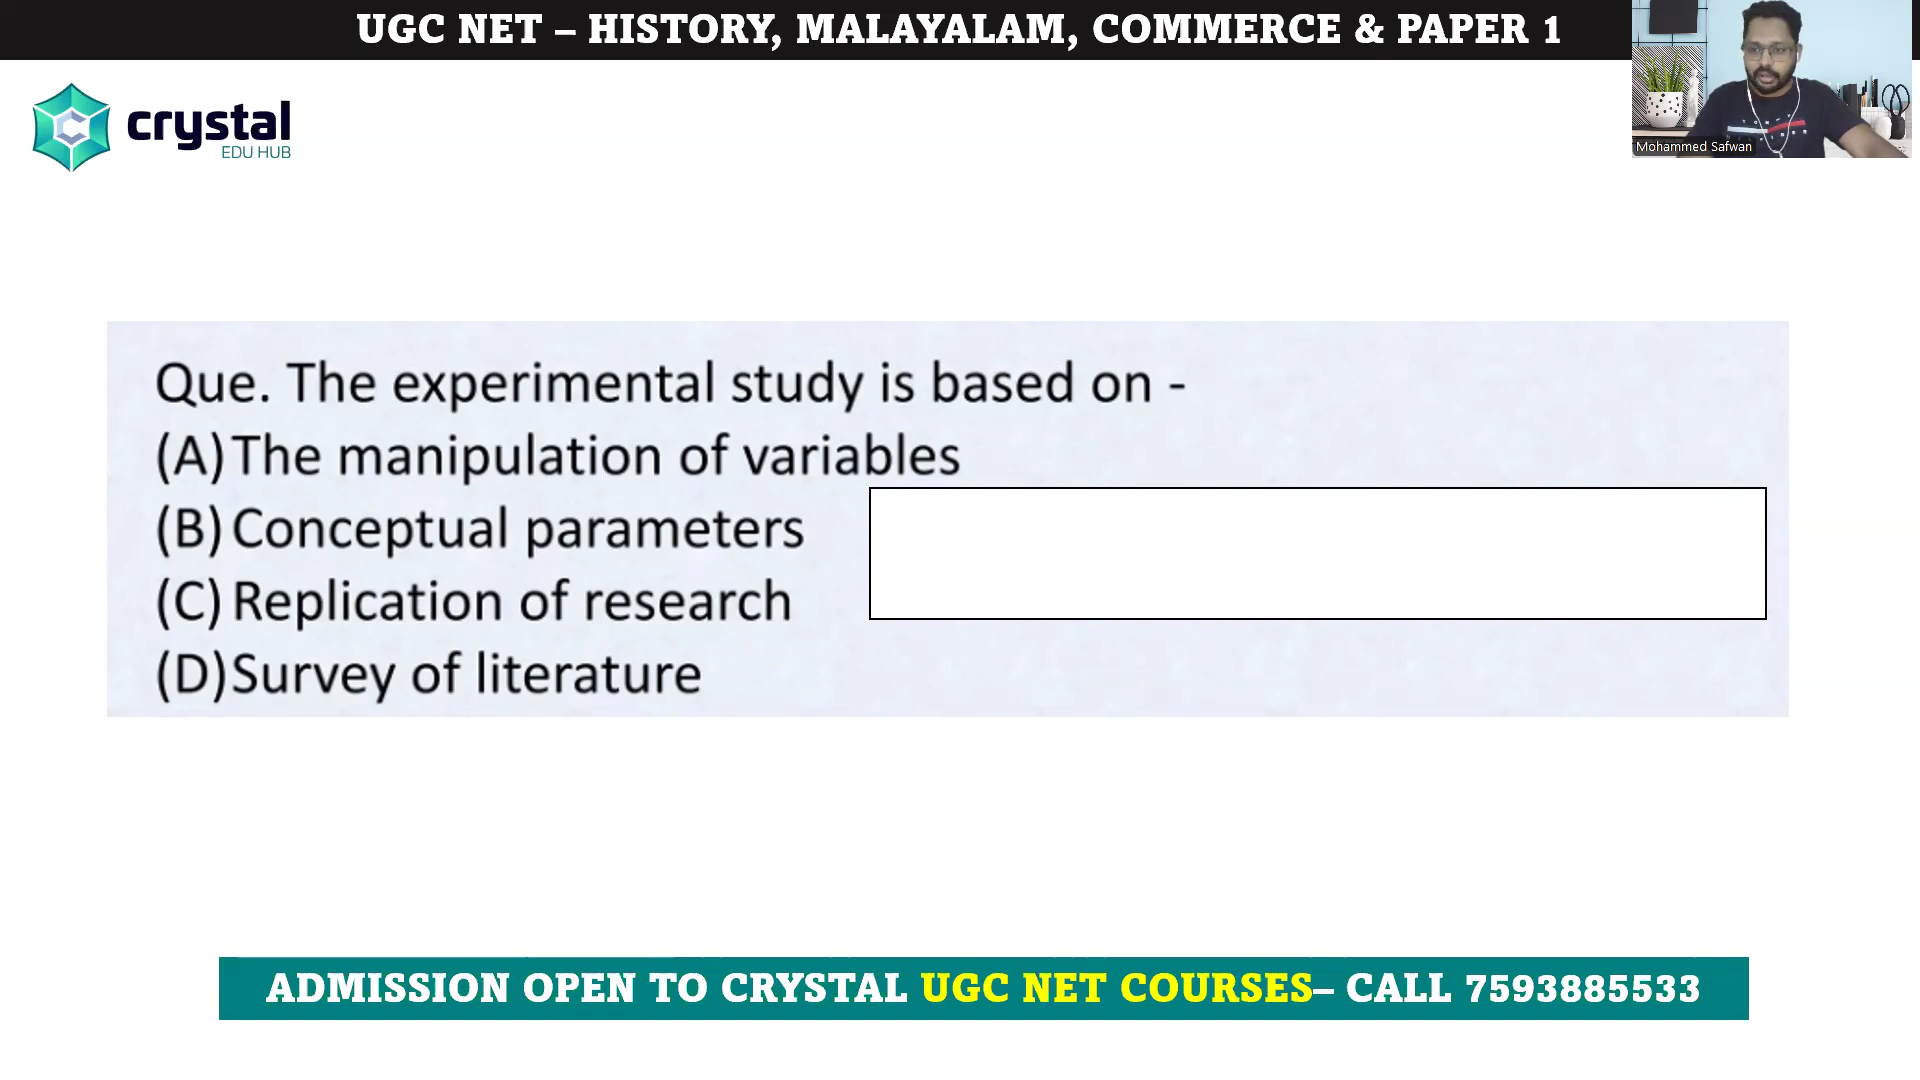 UGC NET – HISTORY, MALAYALAM, COMMERCE & PAPER 1
crystal
EDU HUB
Mohammed Safwan
Que. The experimental study is based on -
(A) The manipulation of variables
(B) Conceptual parameters
(C) Replication of research
(D) Survey of literature
ADMISSION OPEN TO CRYSTAL UGC NET COURSES– CALL 7593885533